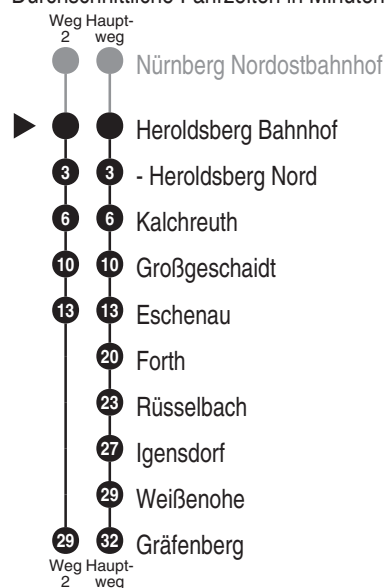 Durchschnittliche Fahrzeiten in Minuten
Weg Haupt-
2 weg
Nürnberg Nordostbahnhof
Heroldsberg Bahnhof
3 3 - Heroldsberg Nord
6 6 Kalchreuth
10 10 Großgeschaidt
13 13 Eschenau
20 Forth
23 Rüsselbach
27 Igensdorf
29 Weißenohe
29 32 Gräfenberg
Weg Haupt-
2 weg